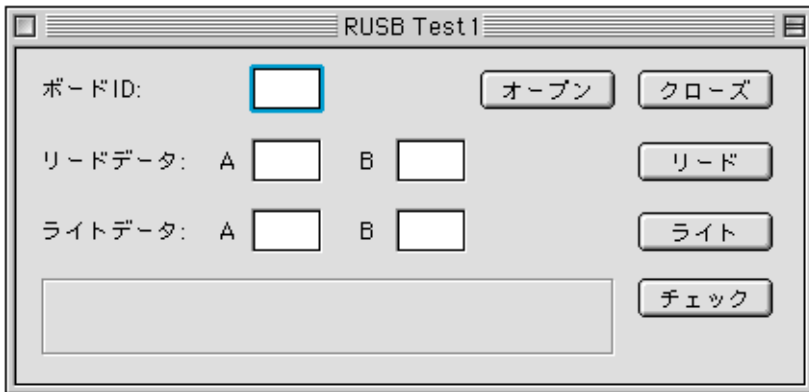 RUSB Test1
ボードID: オープン クローズ
リードデータ: A B リード
ライトデータ: A B ライト
チェック